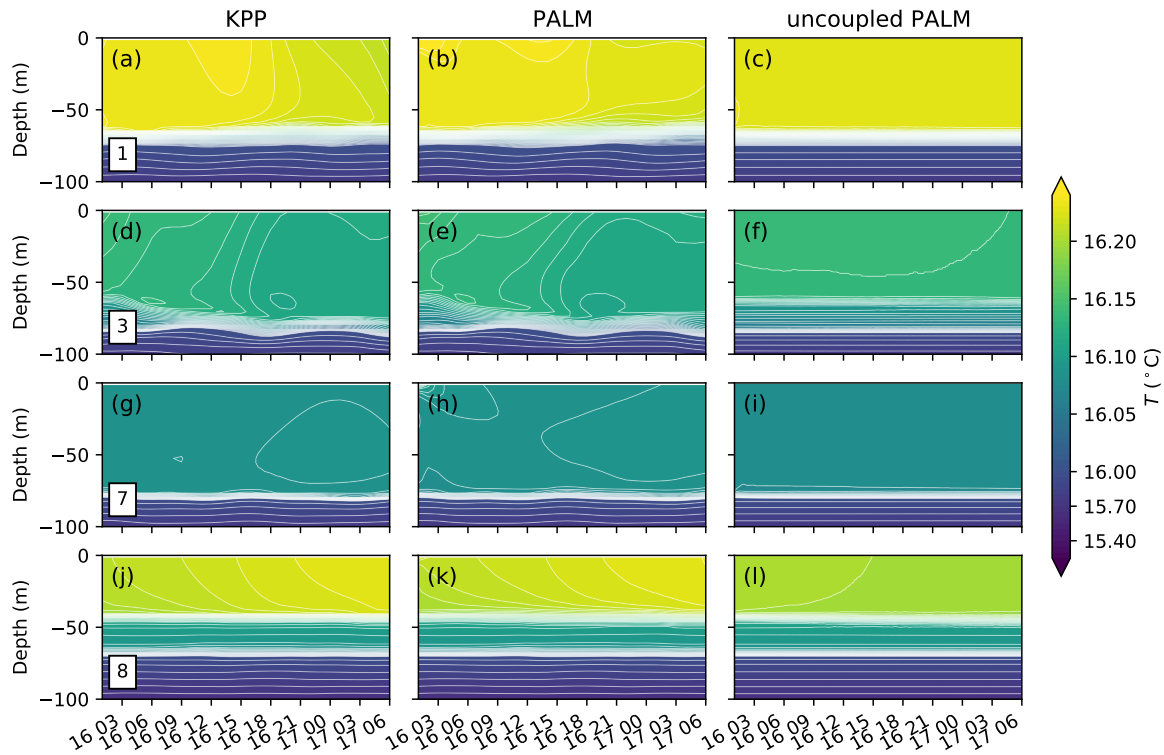 KPP PALM uncoupled PALM
0 (a) (b) (c)
Depth (m)
−50
1
−100
0 (d) (e) (f)
Depth (m)
−50
3
−100
0 (g) (h) (i)
Depth (m)
−50
7
−100
0 (j) (k) (l)
Depth (m)
−50
8
−100
16 03 16 06 16 09 16 12 16 15 16 18 16 21 17 00 17 03 17 06
16 03 16 06 16 09 16 12 16 15 16 18 16 21 17 00 17 03 17 06
16 03 16 06 16 09 16 12 16 15 16 18 16 21 17 00 17 03 17 06
16.20
16.15
16.10
16.05
16.00
15.70
15.40
T (°C)